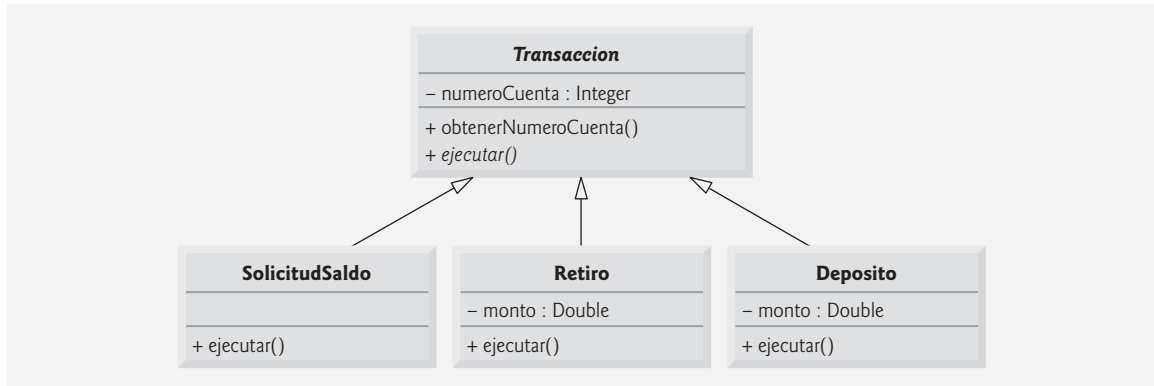 Transaccion
– numeroCuenta : Integer
+ obtenerNumeroCuenta()
+ ejecutar()
SolicitudSaldo
+ ejecutar()
Retiro
– monto : Double
+ ejecutar()
Deposito
– monto : Double
+ ejecutar()